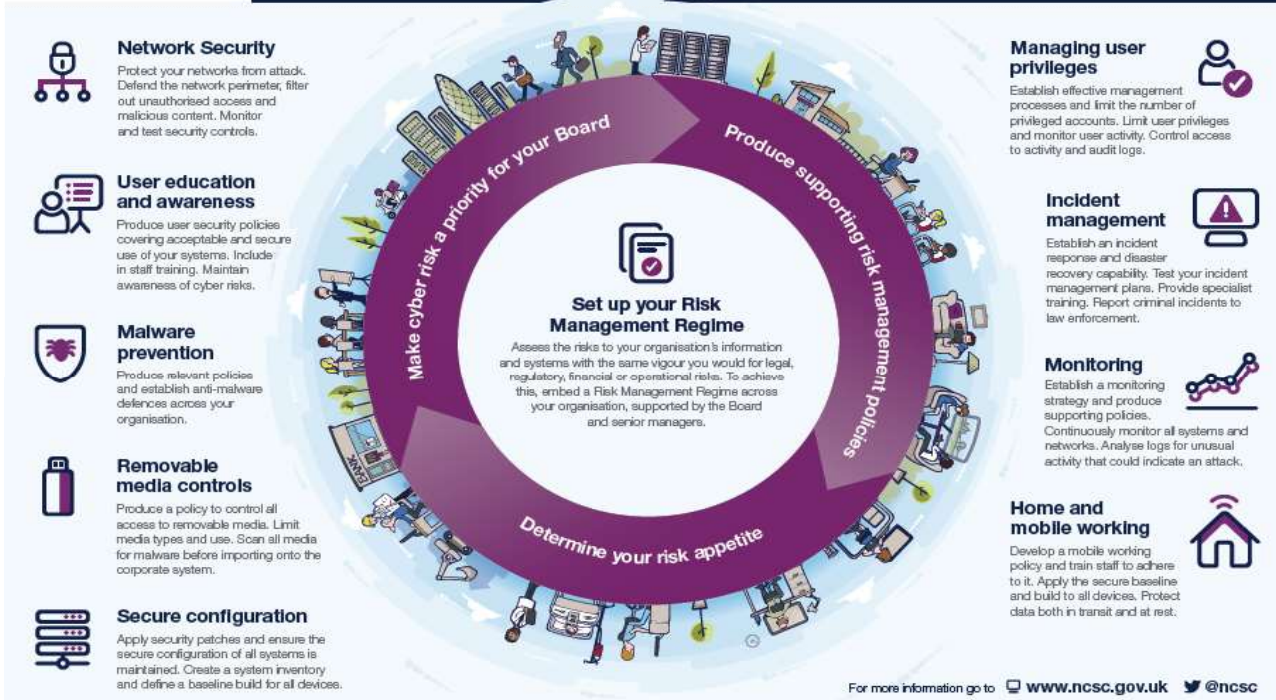 Network Security
Protect your networks from attack.
Defend the network perimeter, filter
out unauthorised access and
malicious content. Monitor
and test security controls.
User education
and awareness
Produce user security policies
covering acceptable and secure
use of your systems. Include
in staff training. Maintain
awareness of cyber risks.
Malware
prevention
Produce relevant policies
and establish anti-malware
defences across your
organisation.
Removable
media controls
Produce a policy to control all
access to removable media. Limit
media types and use. Scan all media
for malware before importing onto the
corporate system.
Secure configuration
Apply security patches and ensure the
secure configuration of all systems is
maintained. Create a system inventory
and define a baseline build for all devices.
Make cyber risk a priority for your Board
Produce supporting risk management policies
Determine your risk appetite
Set up your Risk
Management Regime
Assess the risks to your organisation's information
and systems with the same vigour you would for legal,
regulatory, financial or operational risks. To achieve
this, embed a Risk Management Regime across
your organisation, supported by the Board
and senior managers.
BANK
Managing user
privileges
Establish effective management
processes and limit the number of
privileged accounts. Limit user privileges
and monitor user activity. Control access
to activity and audit logs.
Incident
management
Establish an incident
response and disaster
recovery capability. Test your incident
management plans. Provide specialist
training. Report criminal incidents to
law enforcement.
Monitoring
Establish a monitoring
strategy and produce
supporting policies.
Continuously monitor all systems and
networks. Analyse logs for unusual
activity that could indicate an attack.
Home and
mobile working
Develop a mobile working
policy and train staff to adhere
to it. Apply the secure baseline
and build to all devices. Protect
data both in transit and at rest.
For more information go to www.ncsc.gov.uk @ncsc